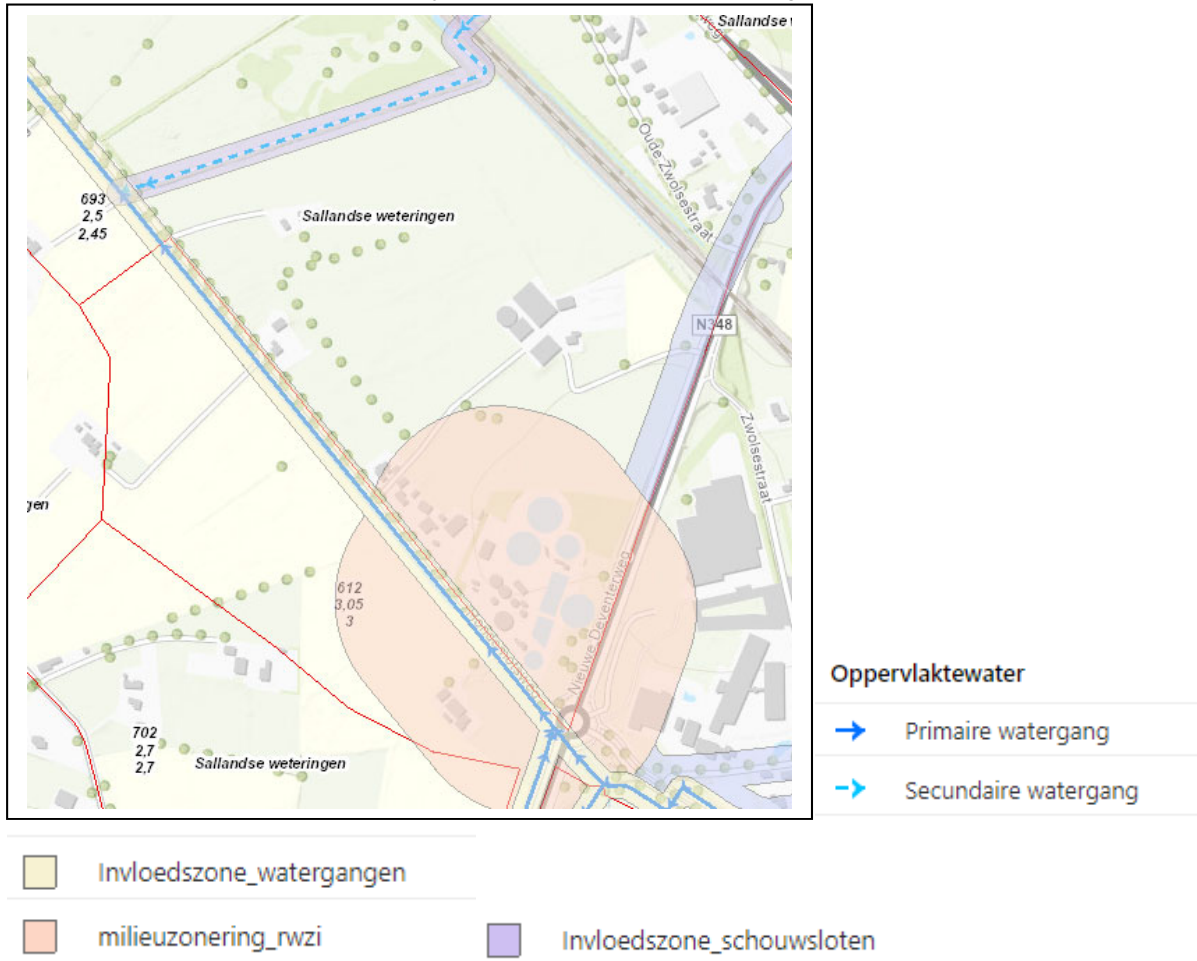 Sallandse
Oude Zwolsestraat
693
2,5
2,45
Sallandse weteringen
N348
Zwolsestraat
gen
612
3,05
3
Nieuwe Deventerweg
702
2,7
2,7
Sallandse weteringen
Oppervlaktewater
Primaire watergang
Secundaire watergang
Invloedszone_watergangen
milieuzonering_rwzi
Invloedszone_schouwsloten